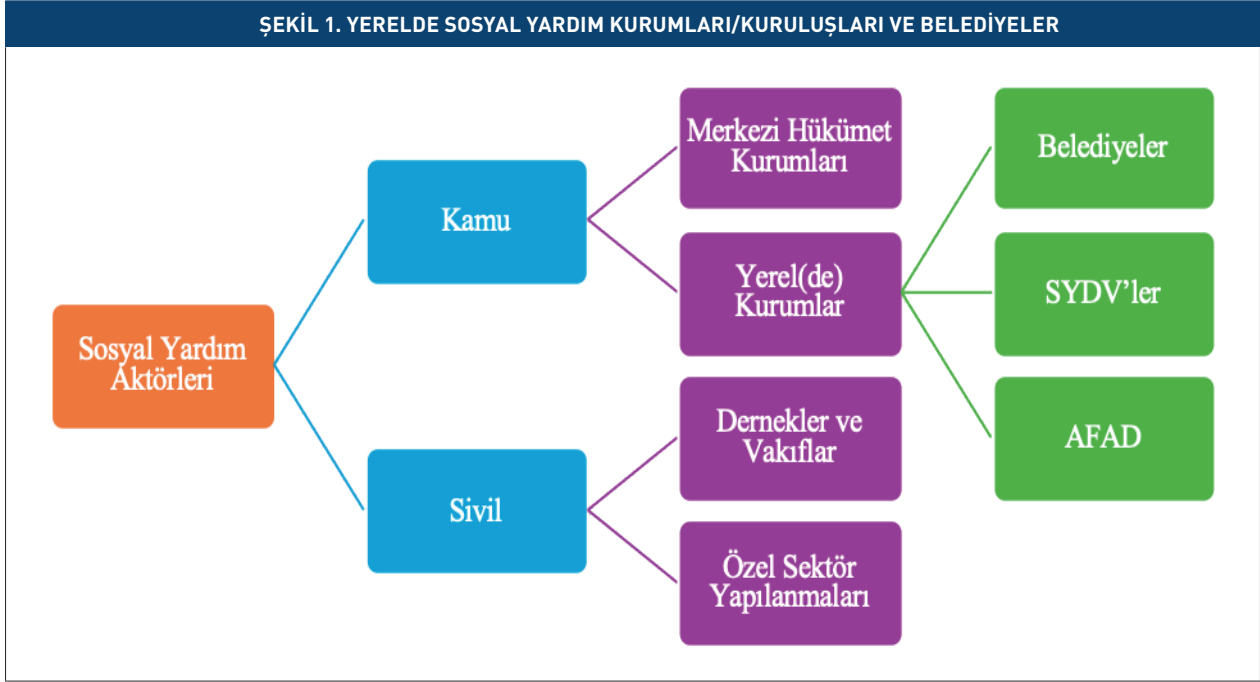 ŞEKİL 1. YERELDE SOSYAL YARDIM KURUMLARI/KURULUŞLARI VE BELEDİYELER
Sosyal Yardım
Aktörleri
Kamu
Sivil
Merkezi Hükümet
Kurumları
Yerel(de)
Kurumlar
Dernekler ve
Vakıflar
Özel Sektör
Yapılanmaları
Belediyeler
SYDV’ler
AFAD